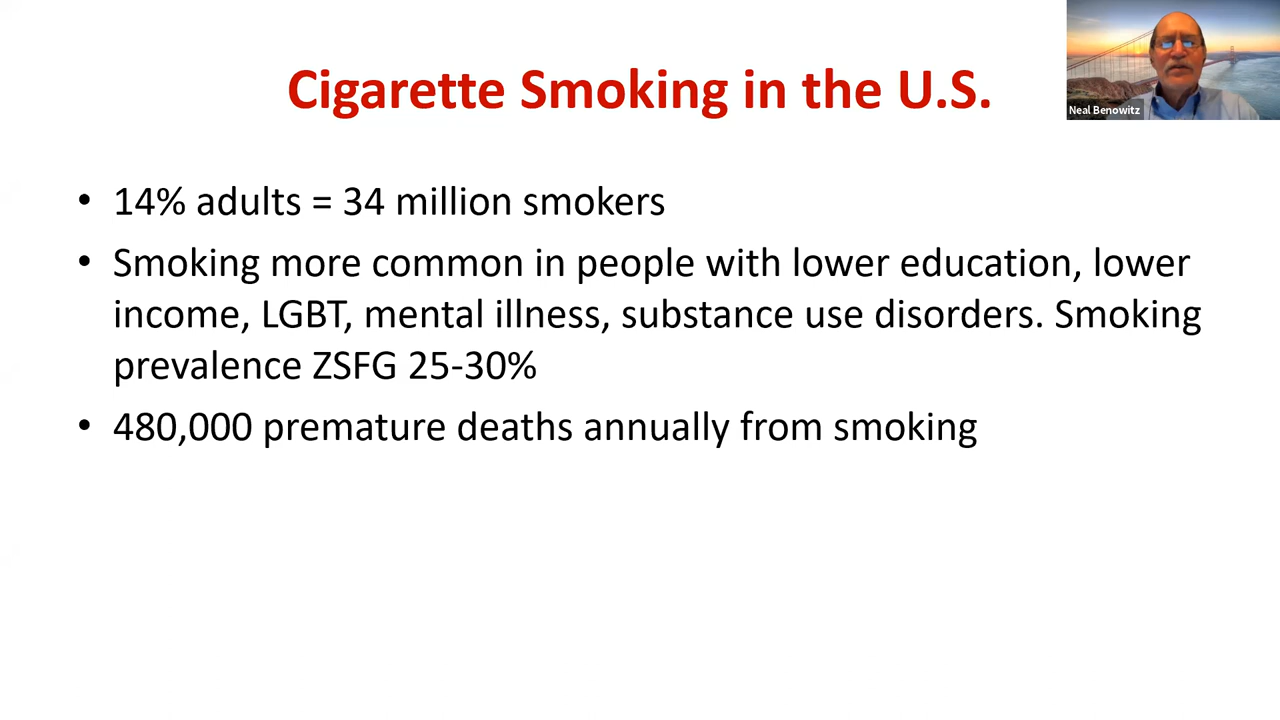 Cigarette Smoking in the U.S.
Neal Benowitz
• 14% adults = 34 million smokers
• Smoking more common in people with lower education, lower
income, LGBT, mental illness, substance use disorders. Smoking
prevalence ZSFG 25-30%
• 480,000 premature deaths annually from smoking